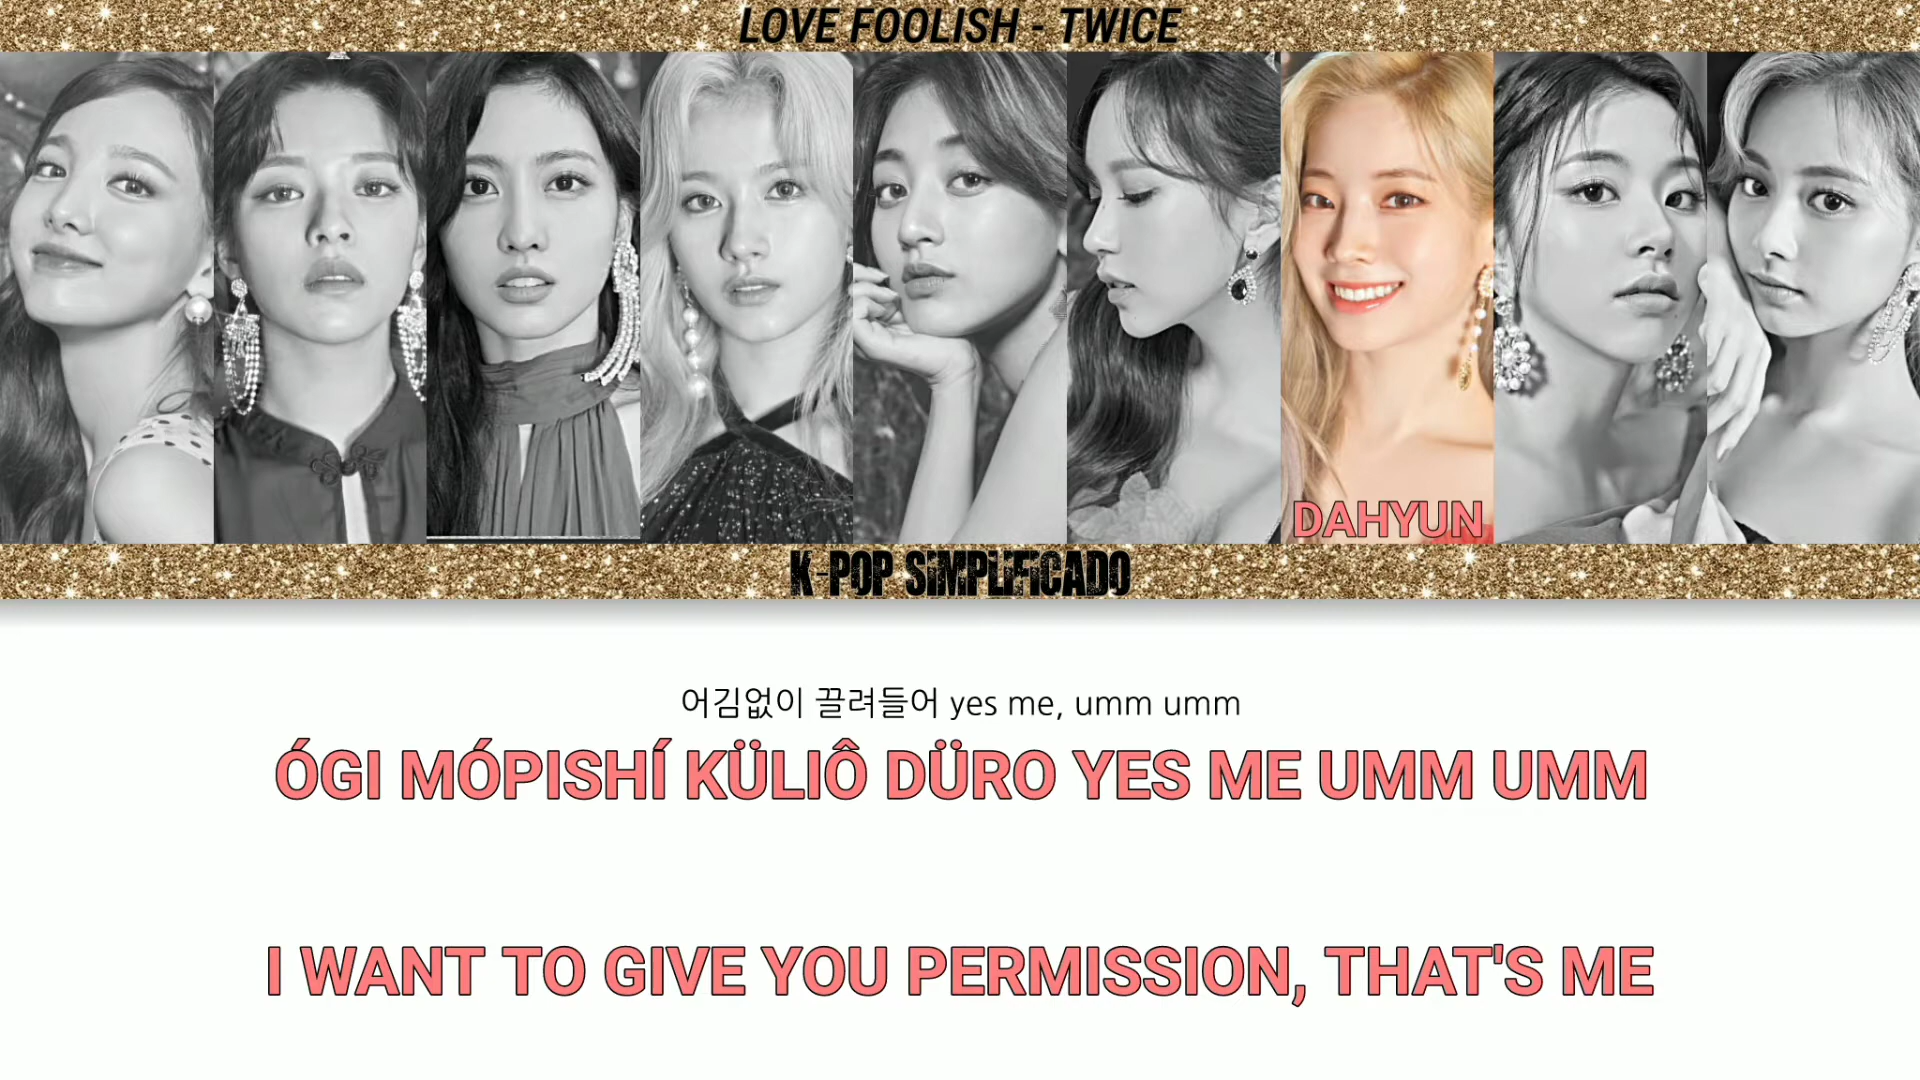 LOVE FOOLISH - TWICE
DAHYUN
K-POP SiMPLiFiCADO
어김없이 끌려들어 yes me, umm umm
ÓGI MÓPISHÍ KÜLIÔ DÜRO YES ME UMM UMM
I WANT TO GIVE YOU PERMISSION, THAT'S ME